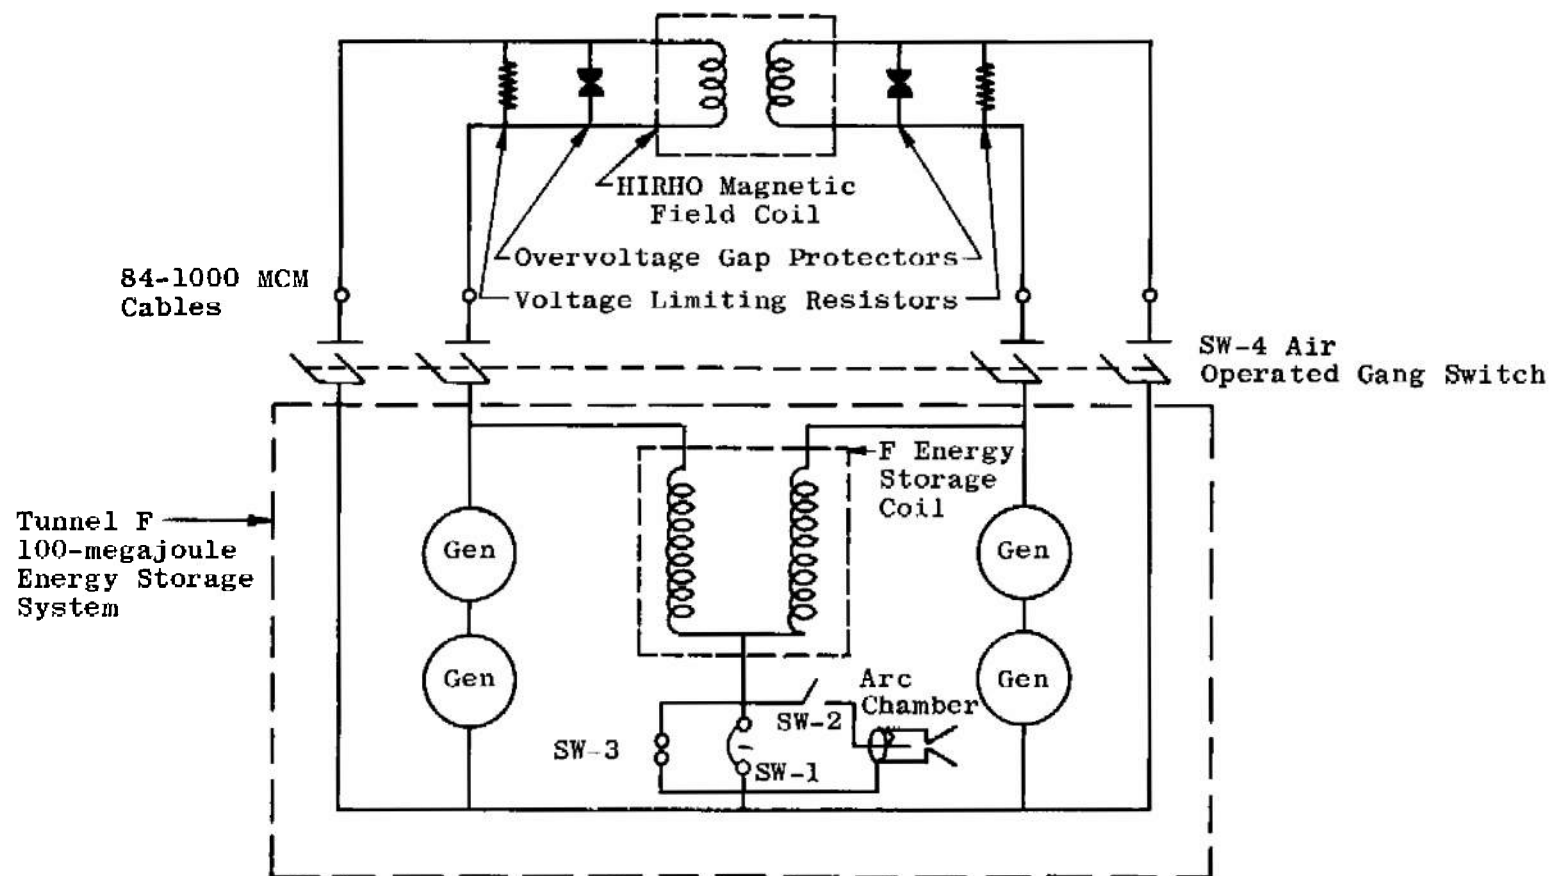 HIRHO Magnetic
Field Coil
Overvoltage Gap Protectors
84-1000 MCM
Cables
Voltage Limiting Resistors
SW-4 Air
Operated Gang Switch
F Energy
Storage
Coil
Tunnel F
100-megajoule
Energy Storage
System
Gen
Gen
Gen
Gen
Arc
Chamber
SW-2
SW-3
SW-1